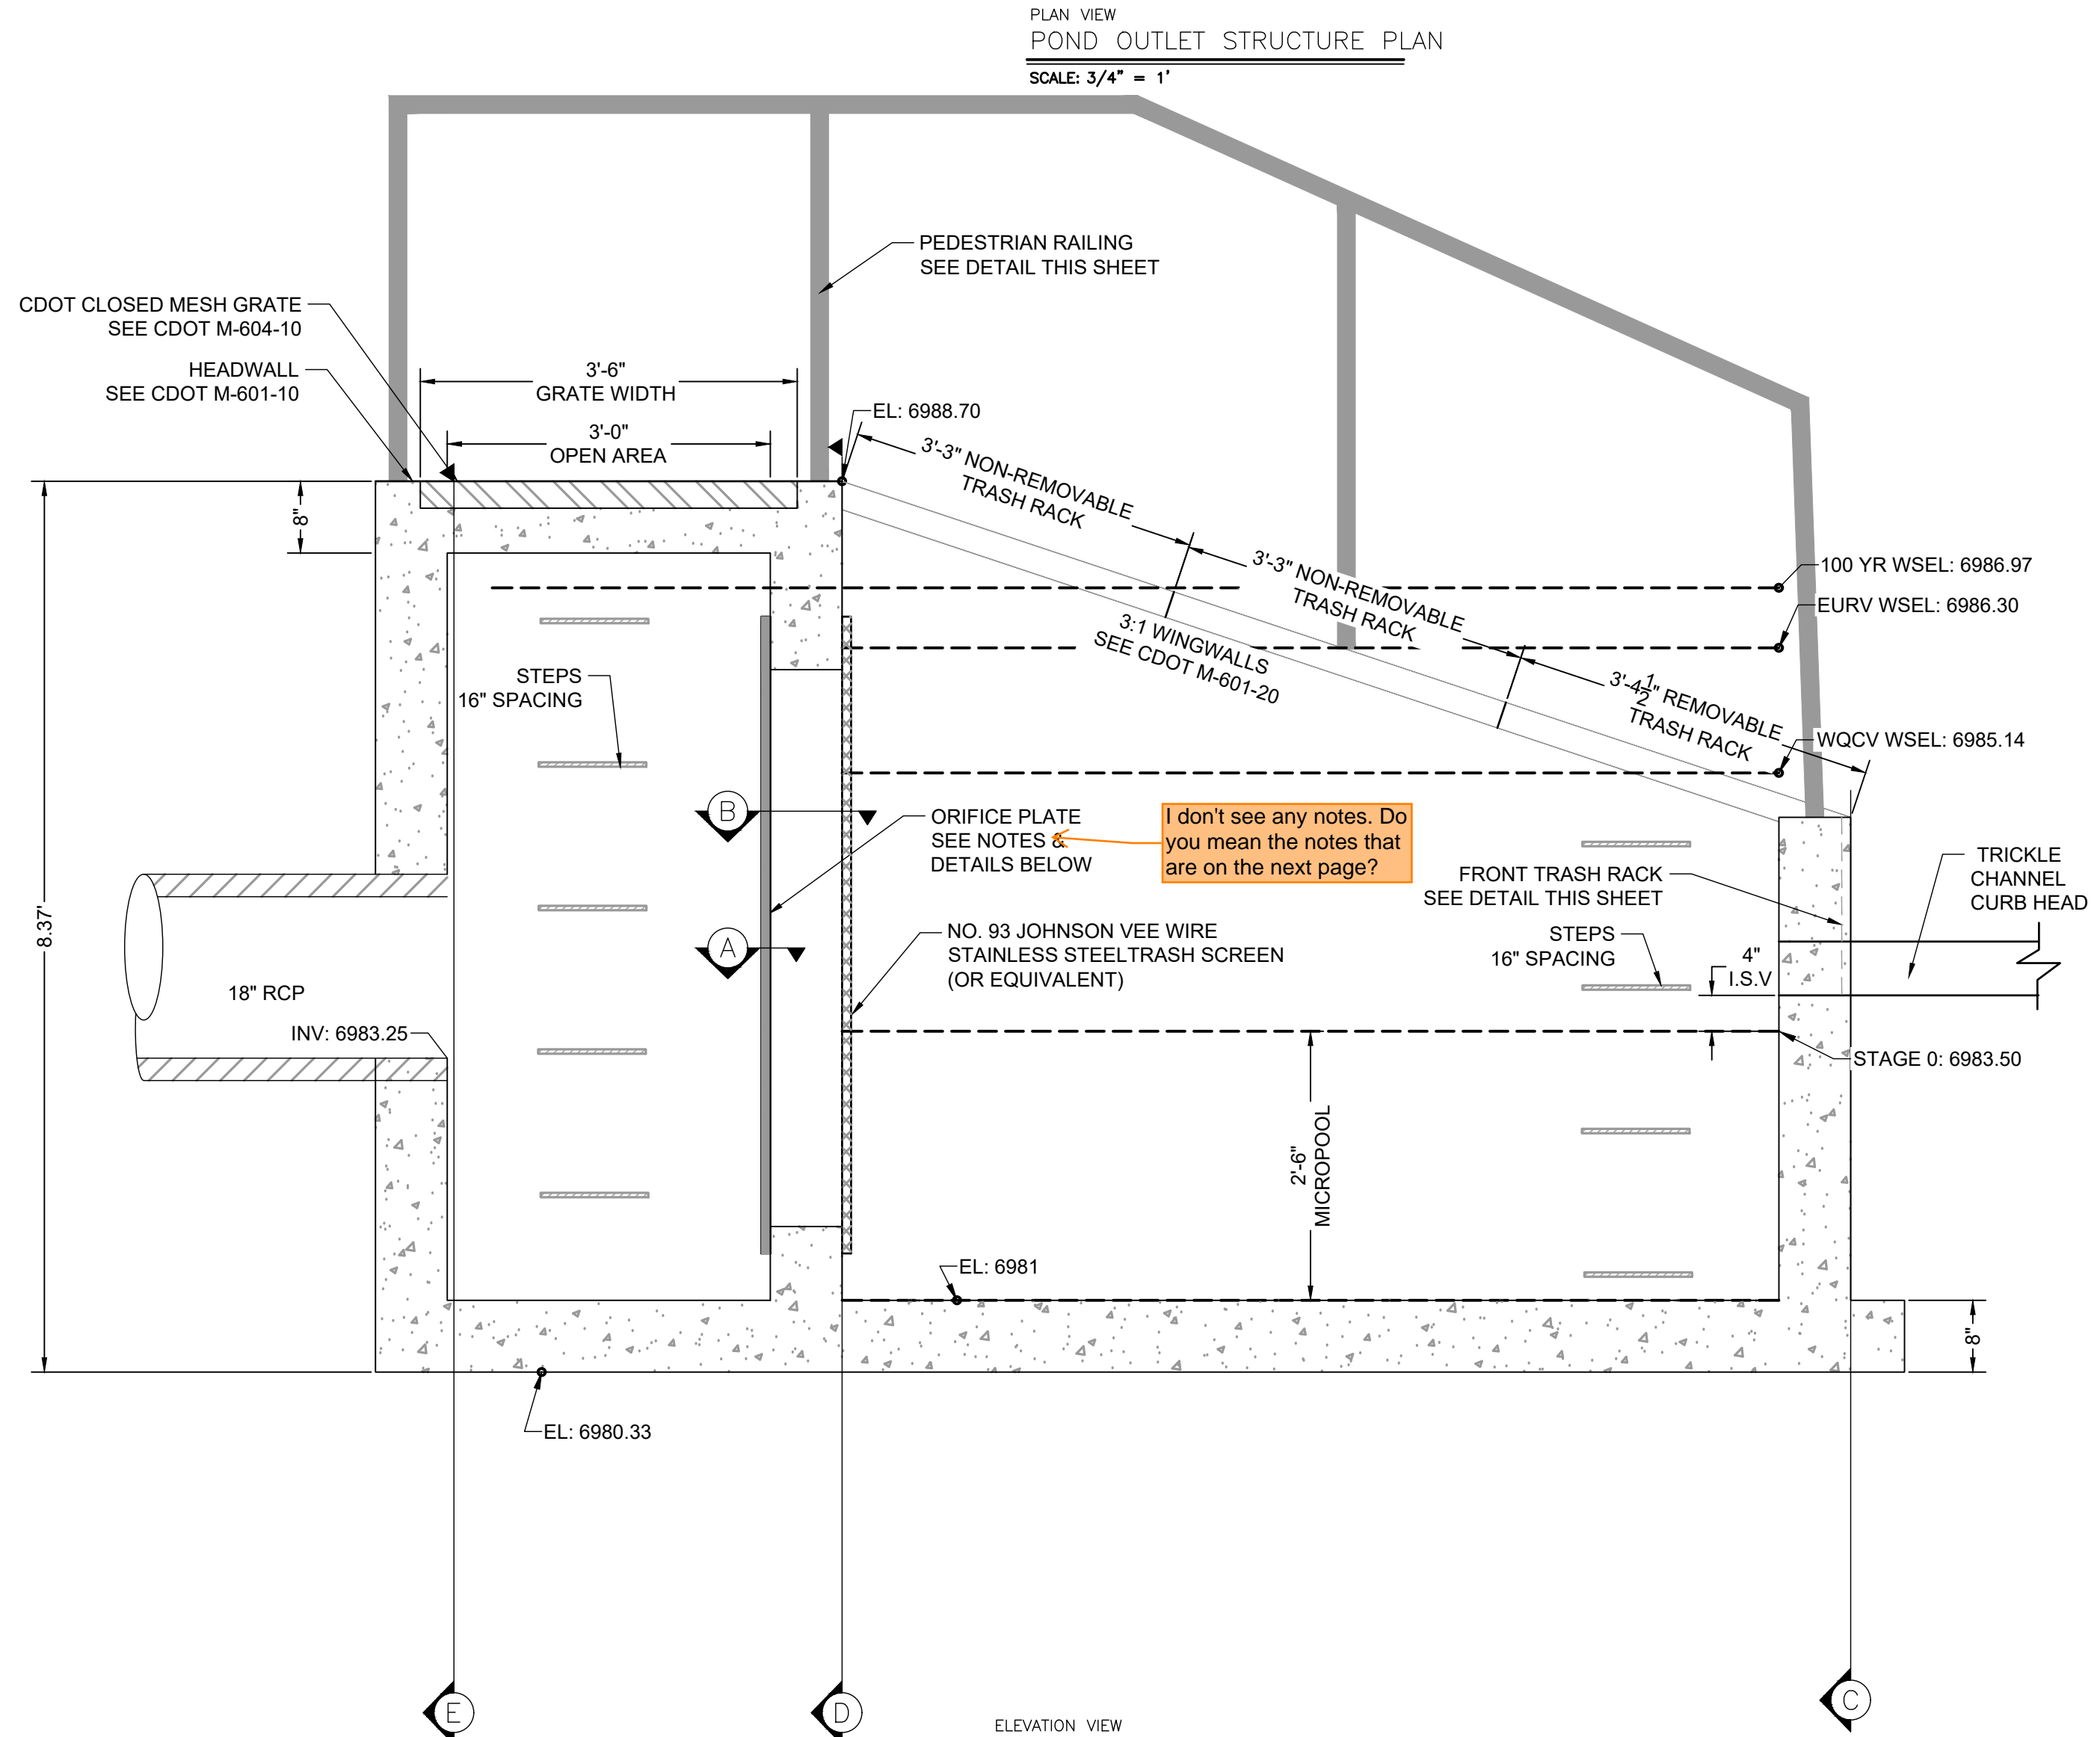 PLAN VIEW
POND OUTLET STRUCTURE PLAN
SCALE: 3/4" = 1'
PEDESTRIAN RAILING
SEE DETAIL THIS SHEET
CDOT CLOSED MESH GRATE
SEE CDOT M-604-10
HEADWALL
SEE CDOT M-601-10
3'-6"
GRATE WIDTH
3'-0"
OPEN AREA
EL: 6988.70
3'-3" NON-REMOVABLE
TRASH RACK
3'-3" NON-REMOVABLE
TRASH RACK
3'-4 1/2" REMOVABLE
TRASH RACK
3:1 WINGWALLS
SEE CDOT M-601-20
100 YR WSEL: 6986.97
EURV WSEL: 6986.30
WQCV WSEL: 6985.14
8"
8.37'
STEPS
16" SPACING
B
A
ORIFICE PLATE
SEE NOTES &
DETAILS BELOW
I don't see any notes. Do
you mean the notes that
are on the next page?
FRONT TRASH RACK
SEE DETAIL THIS SHEET
TRICKLE
CHANNEL
CURB HEAD
NO. 93 JOHNSON VEE WIRE
STAINLESS STEELTRASH SCREEN
(OR EQUIVALENT)
STEPS
16" SPACING
4"
I.S.V
18" RCP
INV: 6983.25
STAGE 0: 6983.50
2'-6"
MICROPOOL
EL: 6981
8"
EL: 6980.33
E
D
C
ELEVATION VIEW